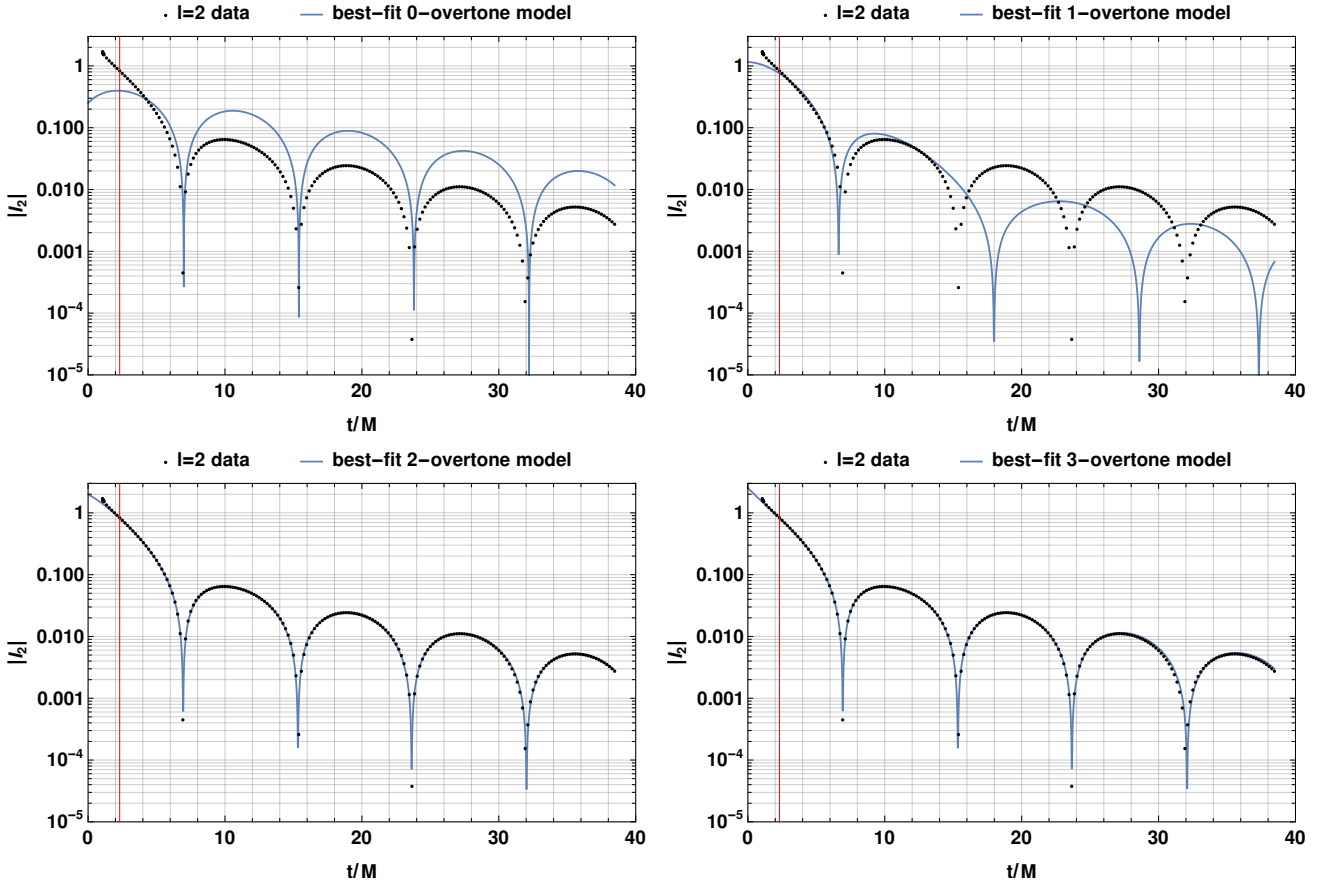 l=2 data best−fit 0−overtone model
1
0.100
0.010
0.001
10⁻⁴
10⁻⁵
|I₂|
0 10 20 30 40
t/M
l=2 data best−fit 1−overtone model
1
0.100
0.010
0.001
10⁻⁴
10⁻⁵
|I₂|
0 10 20 30 40
t/M
l=2 data best−fit 2−overtone model
1
0.100
0.010
0.001
10⁻⁴
10⁻⁵
|I₂|
0 10 20 30 40
t/M
l=2 data best−fit 3−overtone model
1
0.100
0.010
0.001
10⁻⁴
10⁻⁵
|I₂|
0 10 20 30 40
t/M